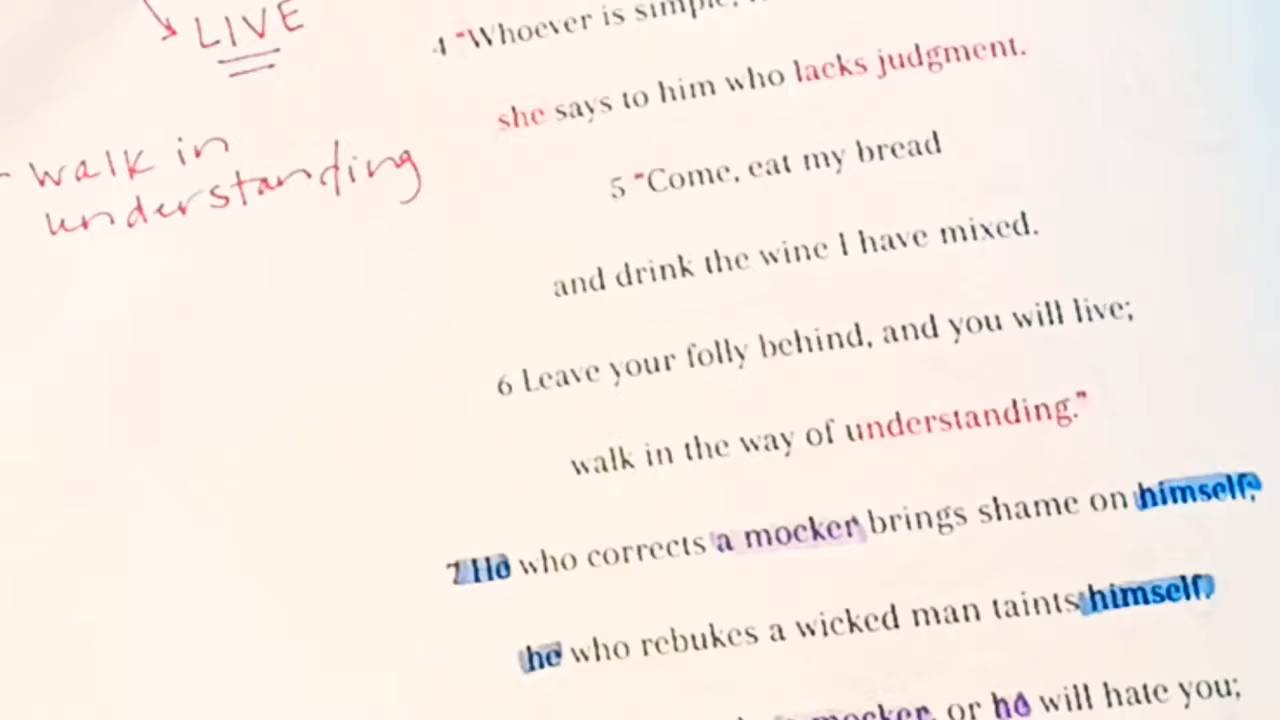 LIVE
walk in
understanding
4 "Whoever is simple,
she says to him who lacks judgment.
5 "Come, eat my bread
and drink the wine I have mixed.
6 Leave your folly behind, and you will live;
walk in the way of understanding."
7 He who corrects a mocker brings shame on himself;
he who rebukes a wicked man taints himself.
mocker, or he will hate you;